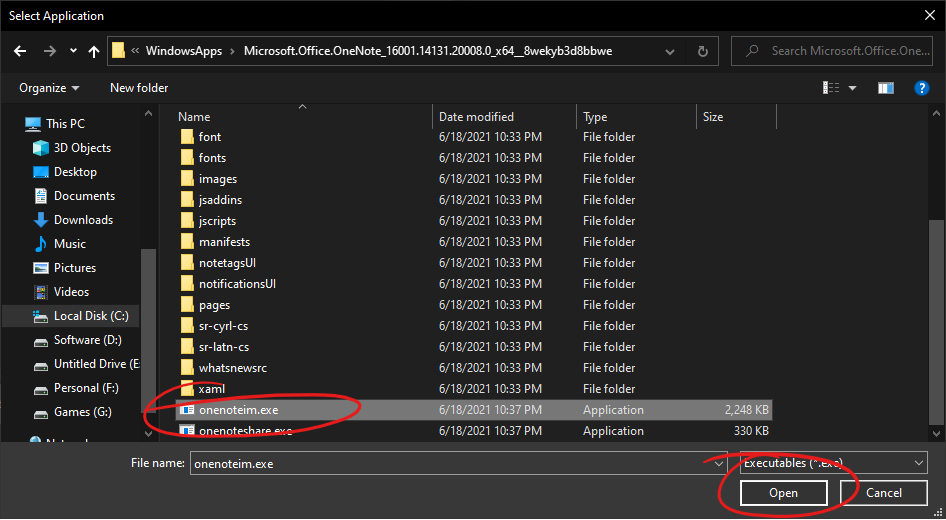 Select Application
« WindowsApps › Microsoft.Office.OneNote_16001.14131.20008.0_x64__8wekyb3d8bbwe
Search Microsoft.Office.One...
Organize New folder
Name Date modified Type Size
This PC
3D Objects
Desktop
Documents
Downloads
Music
Pictures
Videos
Local Disk (C:)
Software (D:)
Untitled Drive (E
Personal (F:)
Games (G:)
font 6/18/2021 10:33 PM File folder
fonts 6/18/2021 10:33 PM File folder
images 6/18/2021 10:33 PM File folder
jsaddins 6/18/2021 10:33 PM File folder
jscripts 6/18/2021 10:33 PM File folder
manifests 6/18/2021 10:33 PM File folder
notetagsUI 6/18/2021 10:33 PM File folder
notificationsUI 6/18/2021 10:33 PM File folder
pages 6/18/2021 10:33 PM File folder
sr-cyrl-cs 6/18/2021 10:33 PM File folder
sr-latn-cs 6/18/2021 10:33 PM File folder
whatsnewsrc 6/18/2021 10:33 PM File folder
xaml 6/18/2021 10:33 PM File folder
onenoteim.exe 6/18/2021 10:37 PM Application 2,248 KB
onenoteshare.exe 6/18/2021 10:37 PM Application 330 KB
File name: onenoteim.exe
Executables (*.exe)
Open Cancel